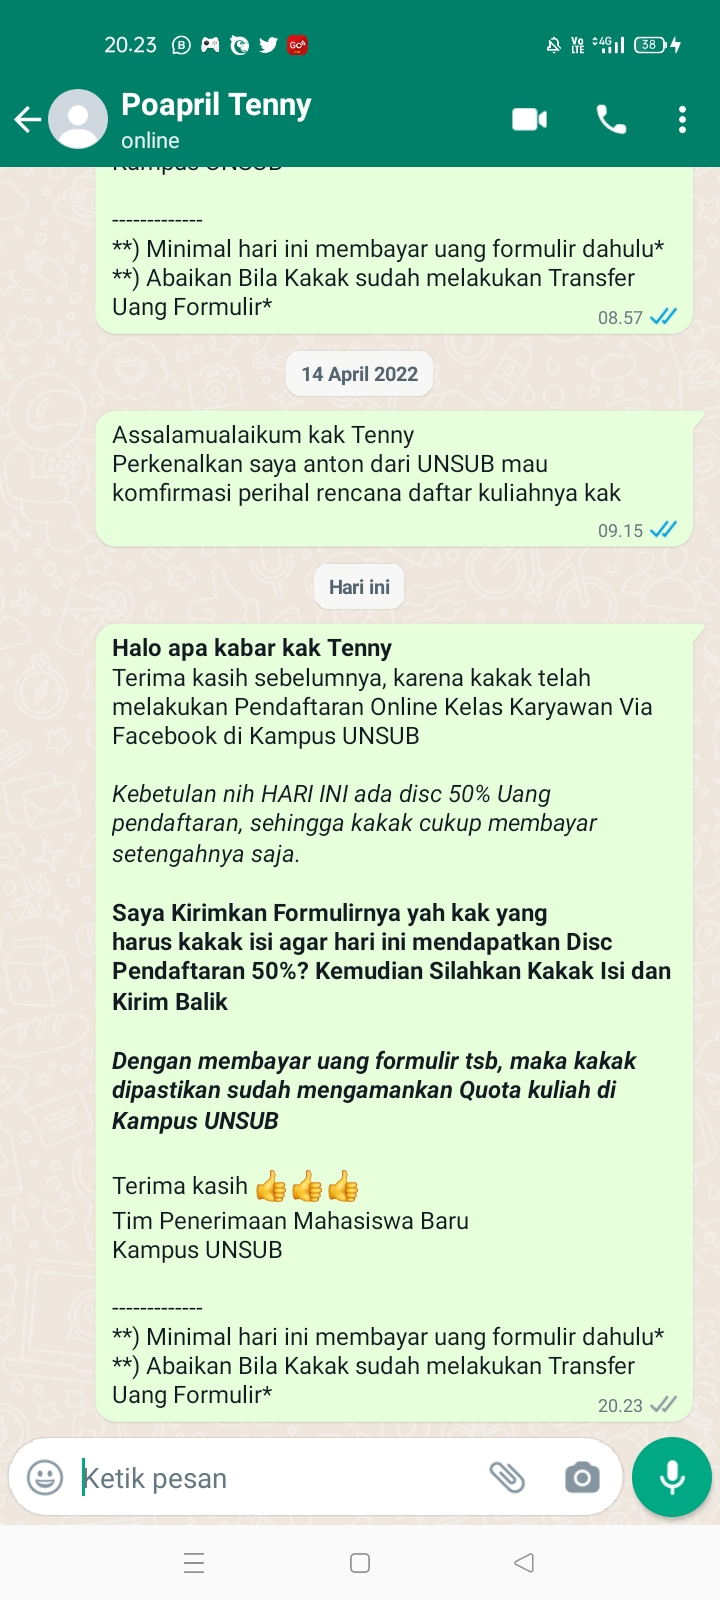 20.23
4G
38
Poapril Tenny
online
Kampus UNSUB
-------------
**) Minimal hari ini membayar uang formulir dahulu*
**) Abaikan Bila Kakak sudah melakukan Transfer
Uang Formulir*
08.57
14 April 2022
Assalamualaikum kak Tenny
Perkenalkan saya anton dari UNSUB mau
komfirmasi perihal rencana daftar kuliahnya kak
09.15
Hari ini
Halo apa kabar kak Tenny
Terima kasih sebelumnya, karena kakak telah
melakukan Pendaftaran Online Kelas Karyawan Via
Facebook di Kampus UNSUB
Kebetulan nih HARI INI ada disc 50% Uang
pendaftaran, sehingga kakak cukup membayar
setengahnya saja.
Saya Kirimkan Formulirnya yah kak yang
harus kakak isi agar hari ini mendapatkan Disc
Pendaftaran 50%? Kemudian Silahkan Kakak Isi dan
Kirim Balik
Dengan membayar uang formulir tsb, maka kakak
dipastikan sudah mengamankan Quota kuliah di
Kampus UNSUB
Terima kasih 👍👍👍
Tim Penerimaan Mahasiswa Baru
Kampus UNSUB
-------------
**) Minimal hari ini membayar uang formulir dahulu*
**) Abaikan Bila Kakak sudah melakukan Transfer
Uang Formulir*
20.23
Ketik pesan